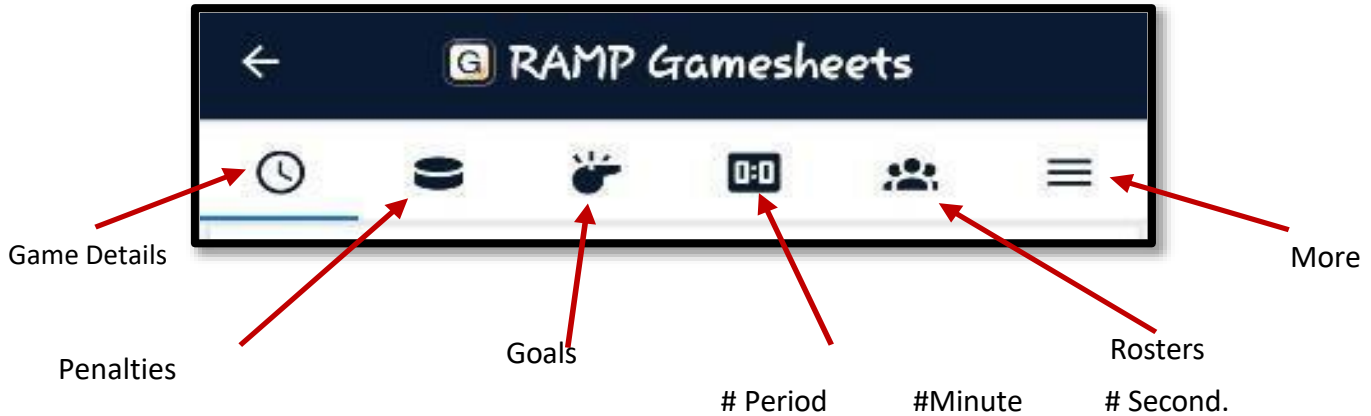 G RAMP Gamesheets
0:0
Game Details
More
Penalties
Goals
Rosters
# Period #Minute # Second.